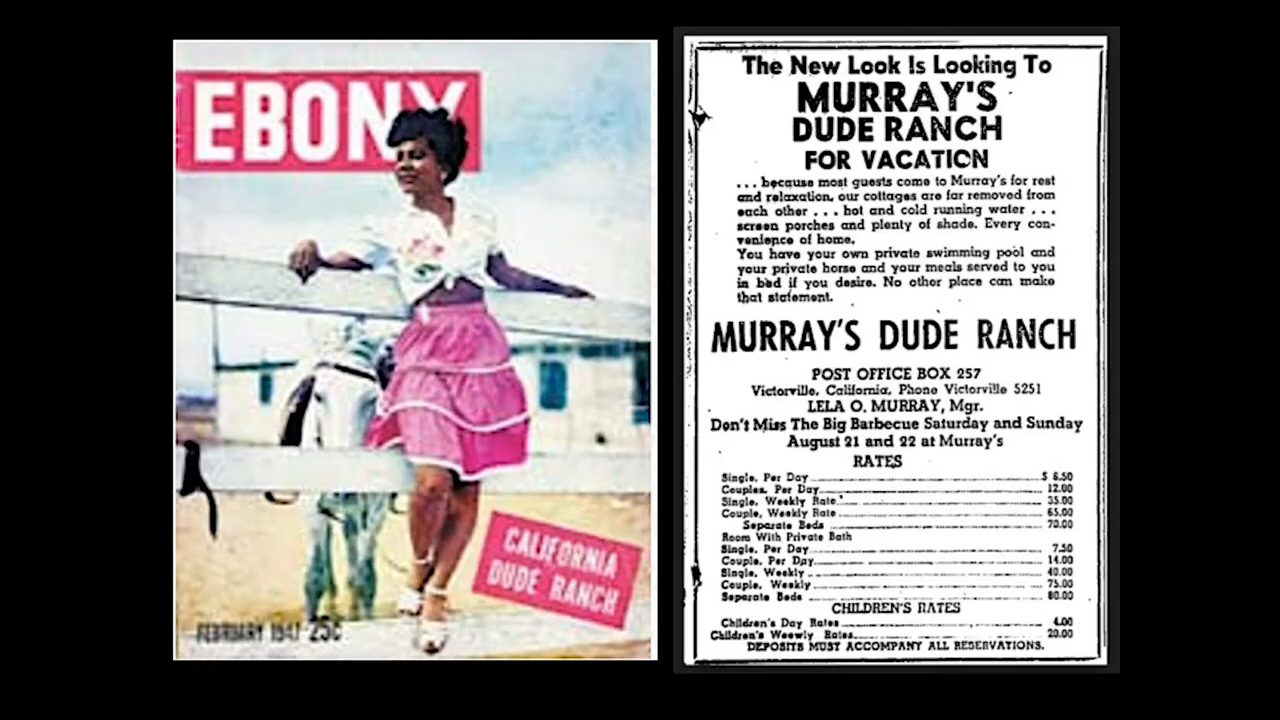 EBONY
CALIFORNIA
DUDE RANCH
FEBRUARY 1947 25c
The New Look Is Looking To
MURRAY'S
DUDE RANCH
FOR VACATION
. . . because most guests come to Murray's for rest
and relaxation, our cottages are far removed from
each other . . . hot and cold running water . . .
screen porches and plenty of shade. Every con-
venience of home.
You have your own private swimming pool and
your private horse and your meals served to you
in bed if you desire. No other place can make
that statement.
MURRAY'S DUDE RANCH
POST OFFICE BOX 257
Victorville, California, Phone Victorville 5251
LELA O. MURRAY, Mgr.
Don't Miss The Big Barbecue Saturday and Sunday
August 21 and 22 at Murray's
RATES
Single, Per Day $ 6.50
Couples, Per Day 12.00
Single, Weekly Rate 35.00
Couple, Weekly Rate 65.00
Separate Beds 70.00
Room With Private Bath
Single, Per Day 7.50
Couple, Per Day 14.00
Single, Weekly 40.00
Couple, Weekly 75.00
Separate Beds 80.00
CHILDREN'S RATES
Children's Day Rates 4.00
Children's Weewly Rates 20.00
DEPOSITS MUST ACCOMPANY ALL RESERVATIONS.